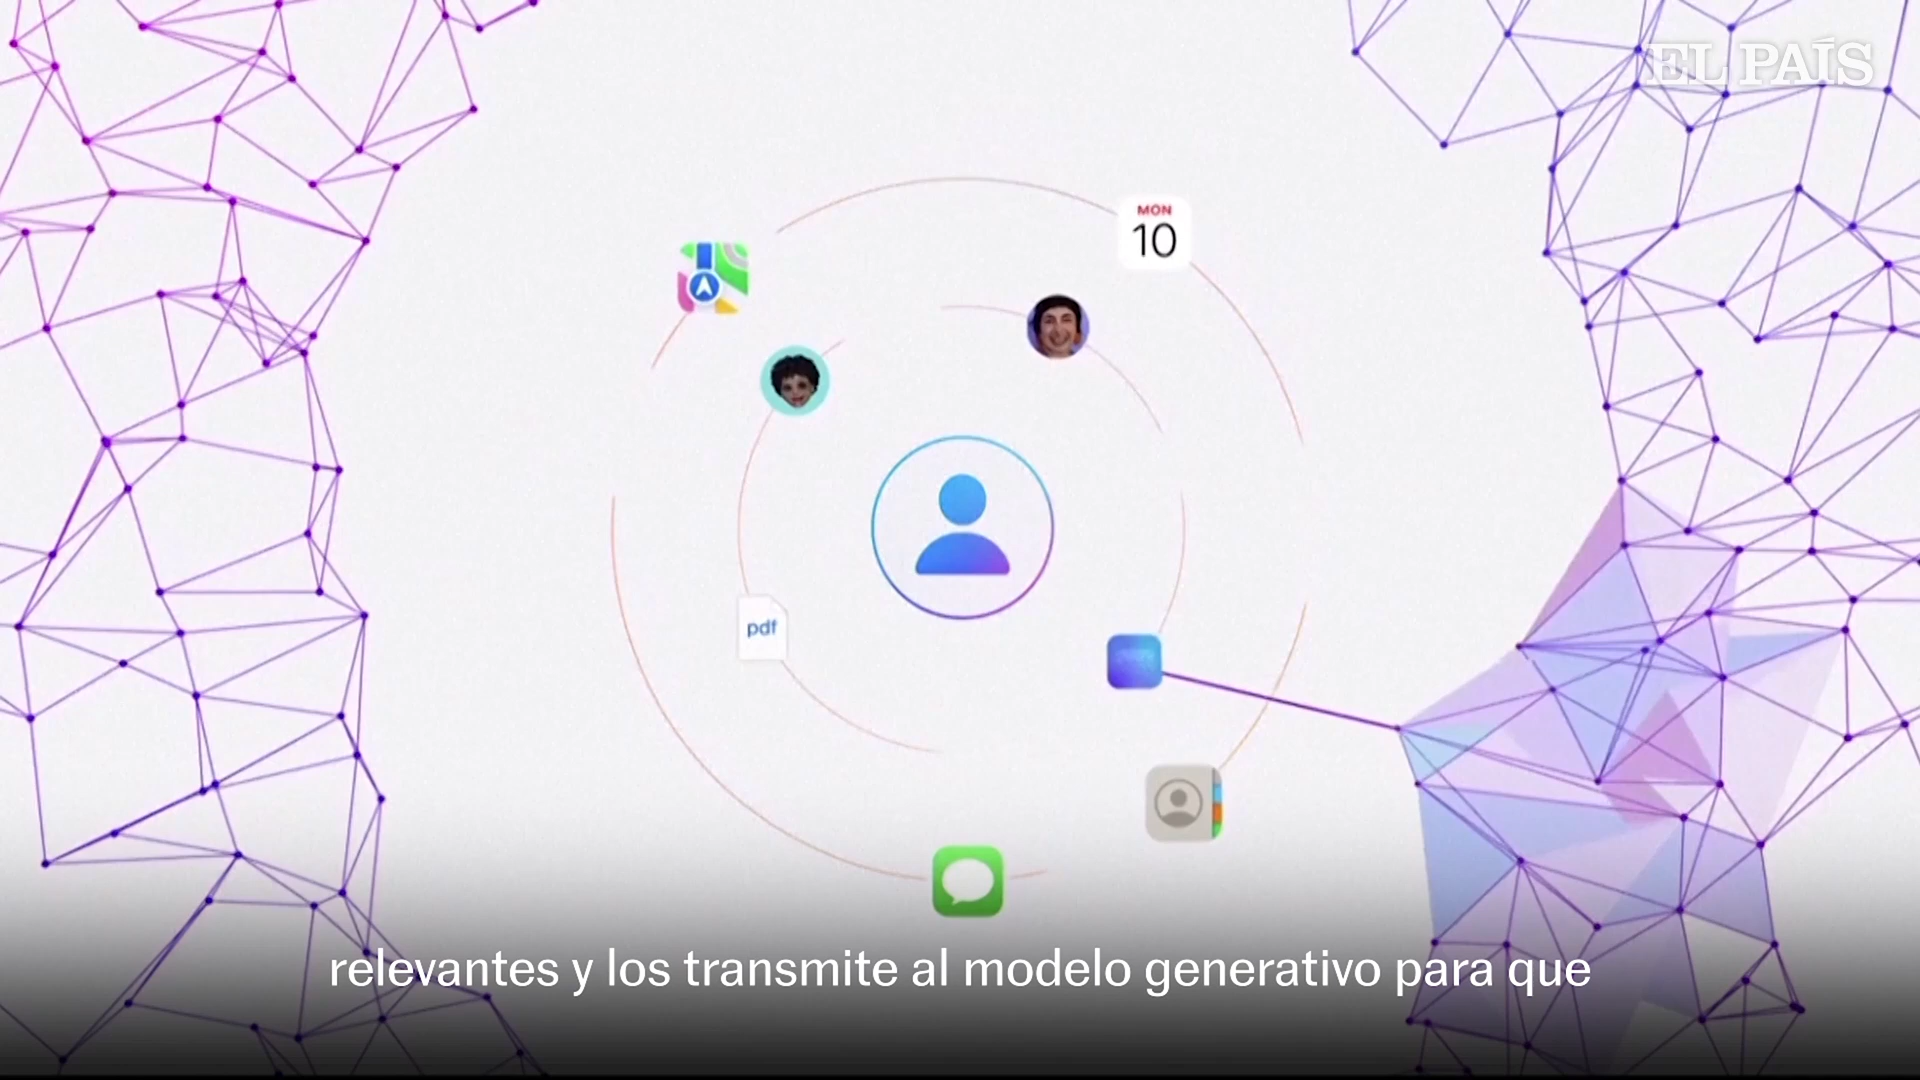 EL PAÍS
MON
10
pdf
relevantes y los transmite al modelo generativo para que